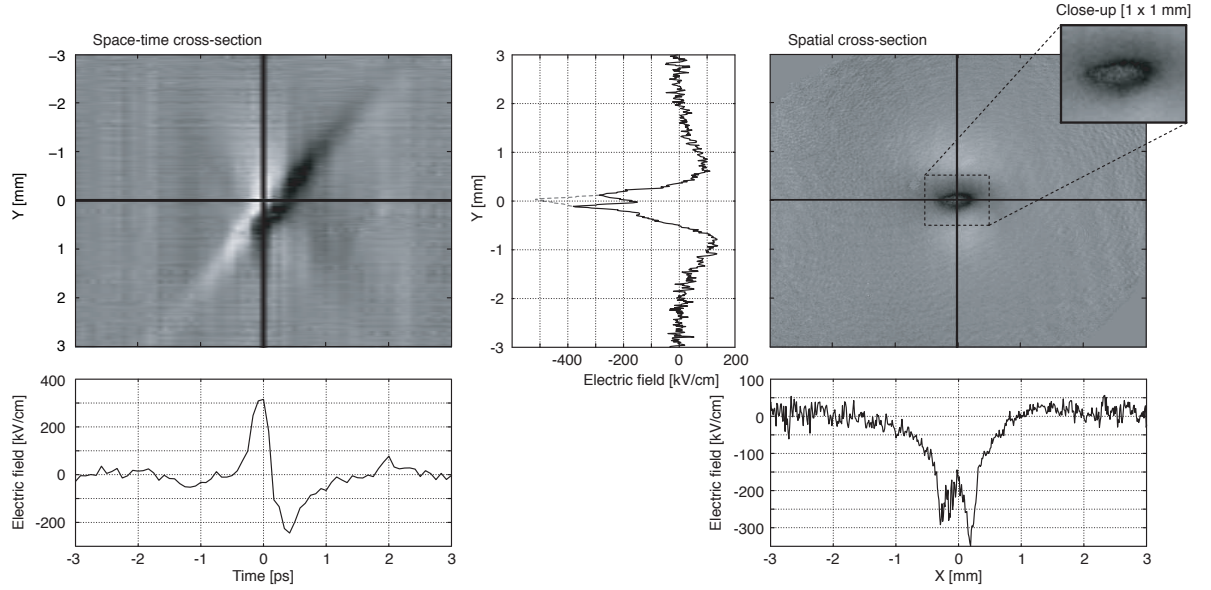 Close-up [1 x 1 mm]
Space-time cross-section
Spatial cross-section
–3
–2
–1
0
1
2
3
Y [mm]
3
2
1
0
-1
-2
-3
Y [mm]
-400 -200 0 200
Electric field [kV/cm]
400
200
0
-200
Electric field [kV/cm]
-3 -2 -1 0 1 2 3
Time [ps]
100
0
-100
-200
-300
Electric field [kV/cm]
-3 -2 -1 0 1 2 3
X [mm]